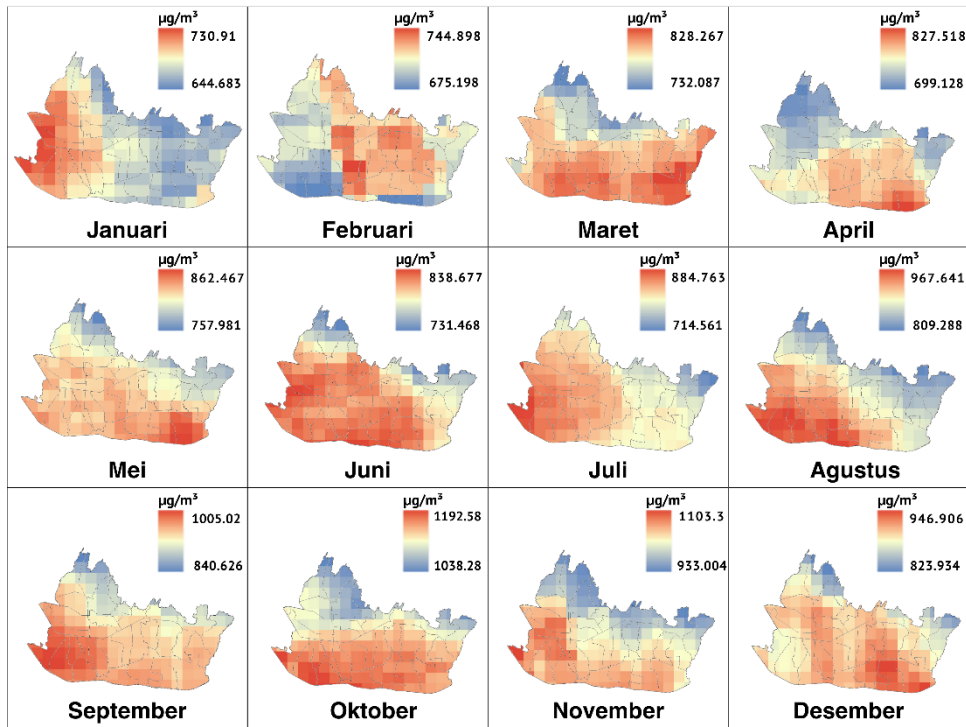 µg/m³
730.91
644.683
Januari
µg/m³
744.898
675.198
Februari
µg/m³
828.267
732.087
Maret
µg/m³
827.518
699.128
April
µg/m³
862.467
757.981
Mei
µg/m³
838.677
731.468
Juni
µg/m³
884.763
714.561
Juli
µg/m³
967.641
809.288
Agustus
µg/m³
1005.02
840.626
September
µg/m³
1192.58
1038.28
Oktober
µg/m³
1103.3
933.004
November
µg/m³
946.906
823.934
Desember